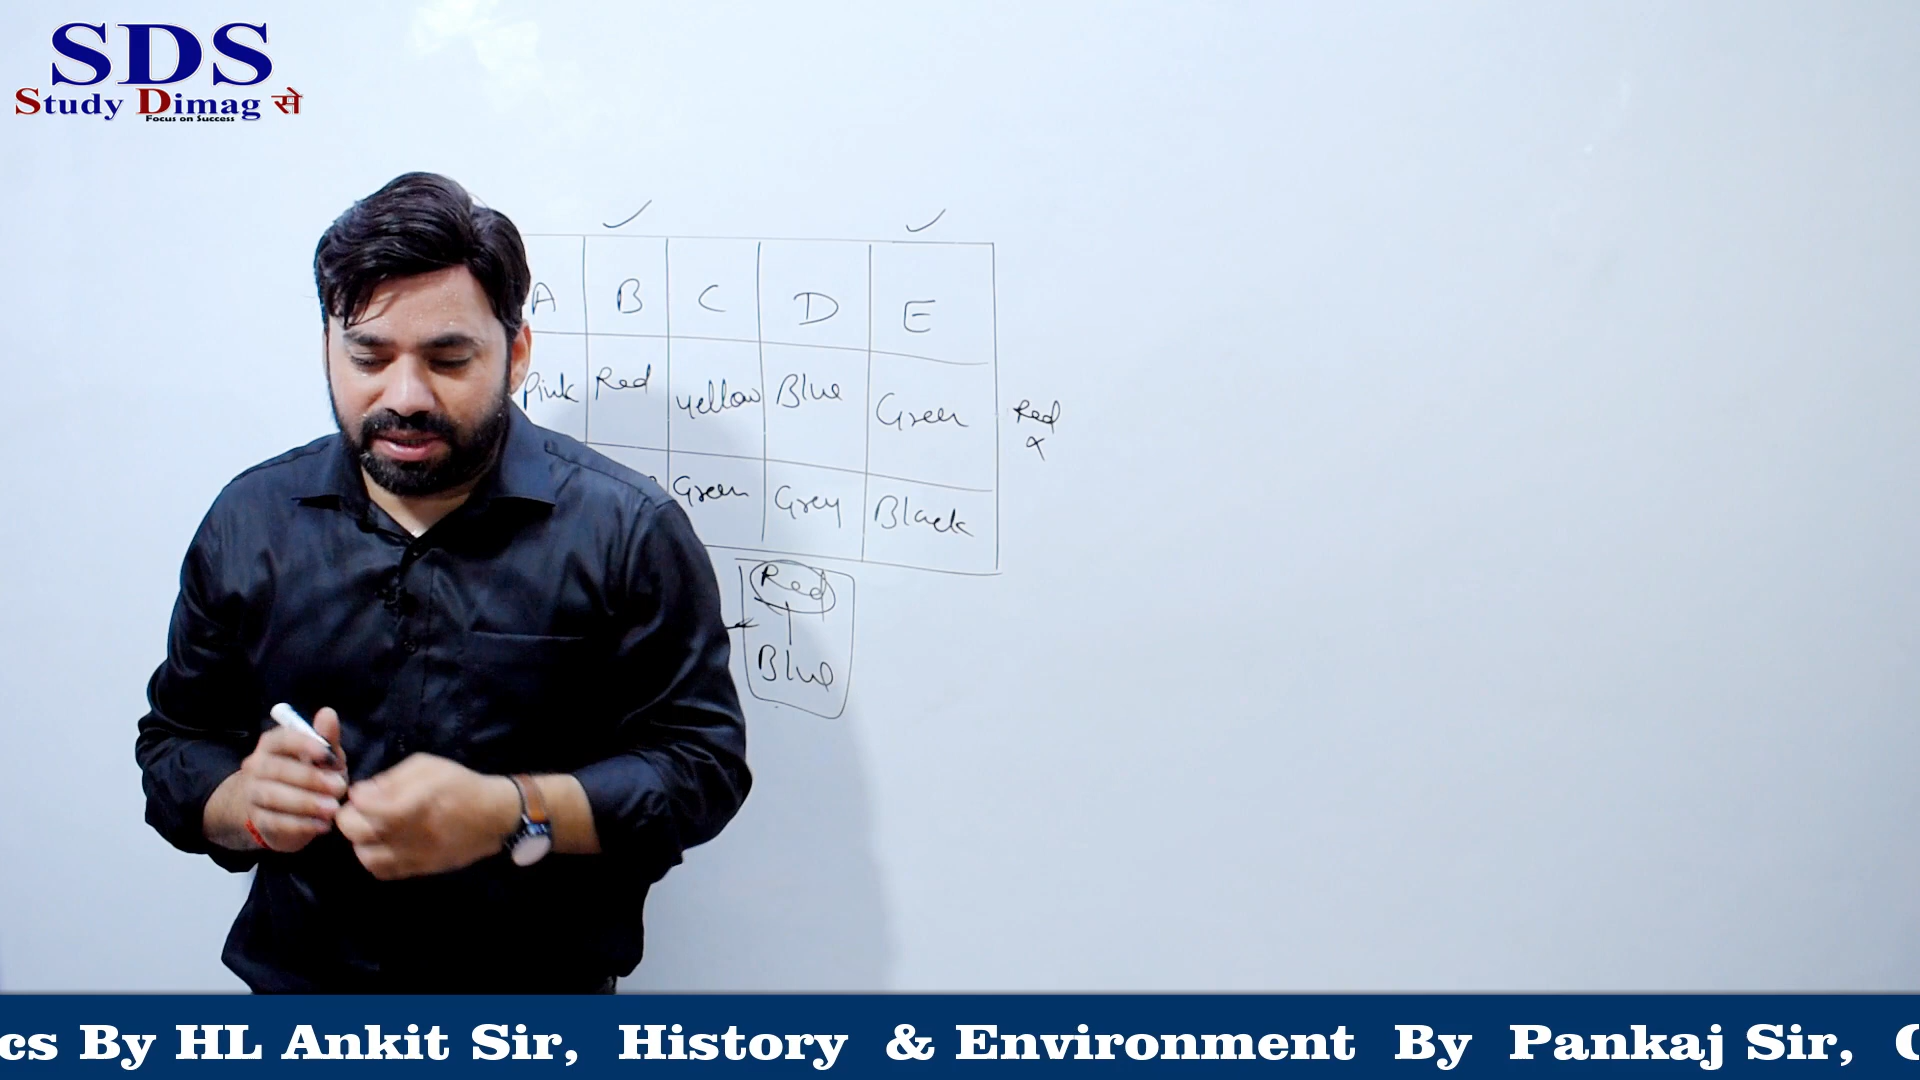 SDS
Study Dimag से
Focus on Success
A B C D E
Pink Red Yellow Blue Green Red
Green Grey Black
Red
Blue
cs By HL Ankit Sir, History & Environment By Pankaj Sir,